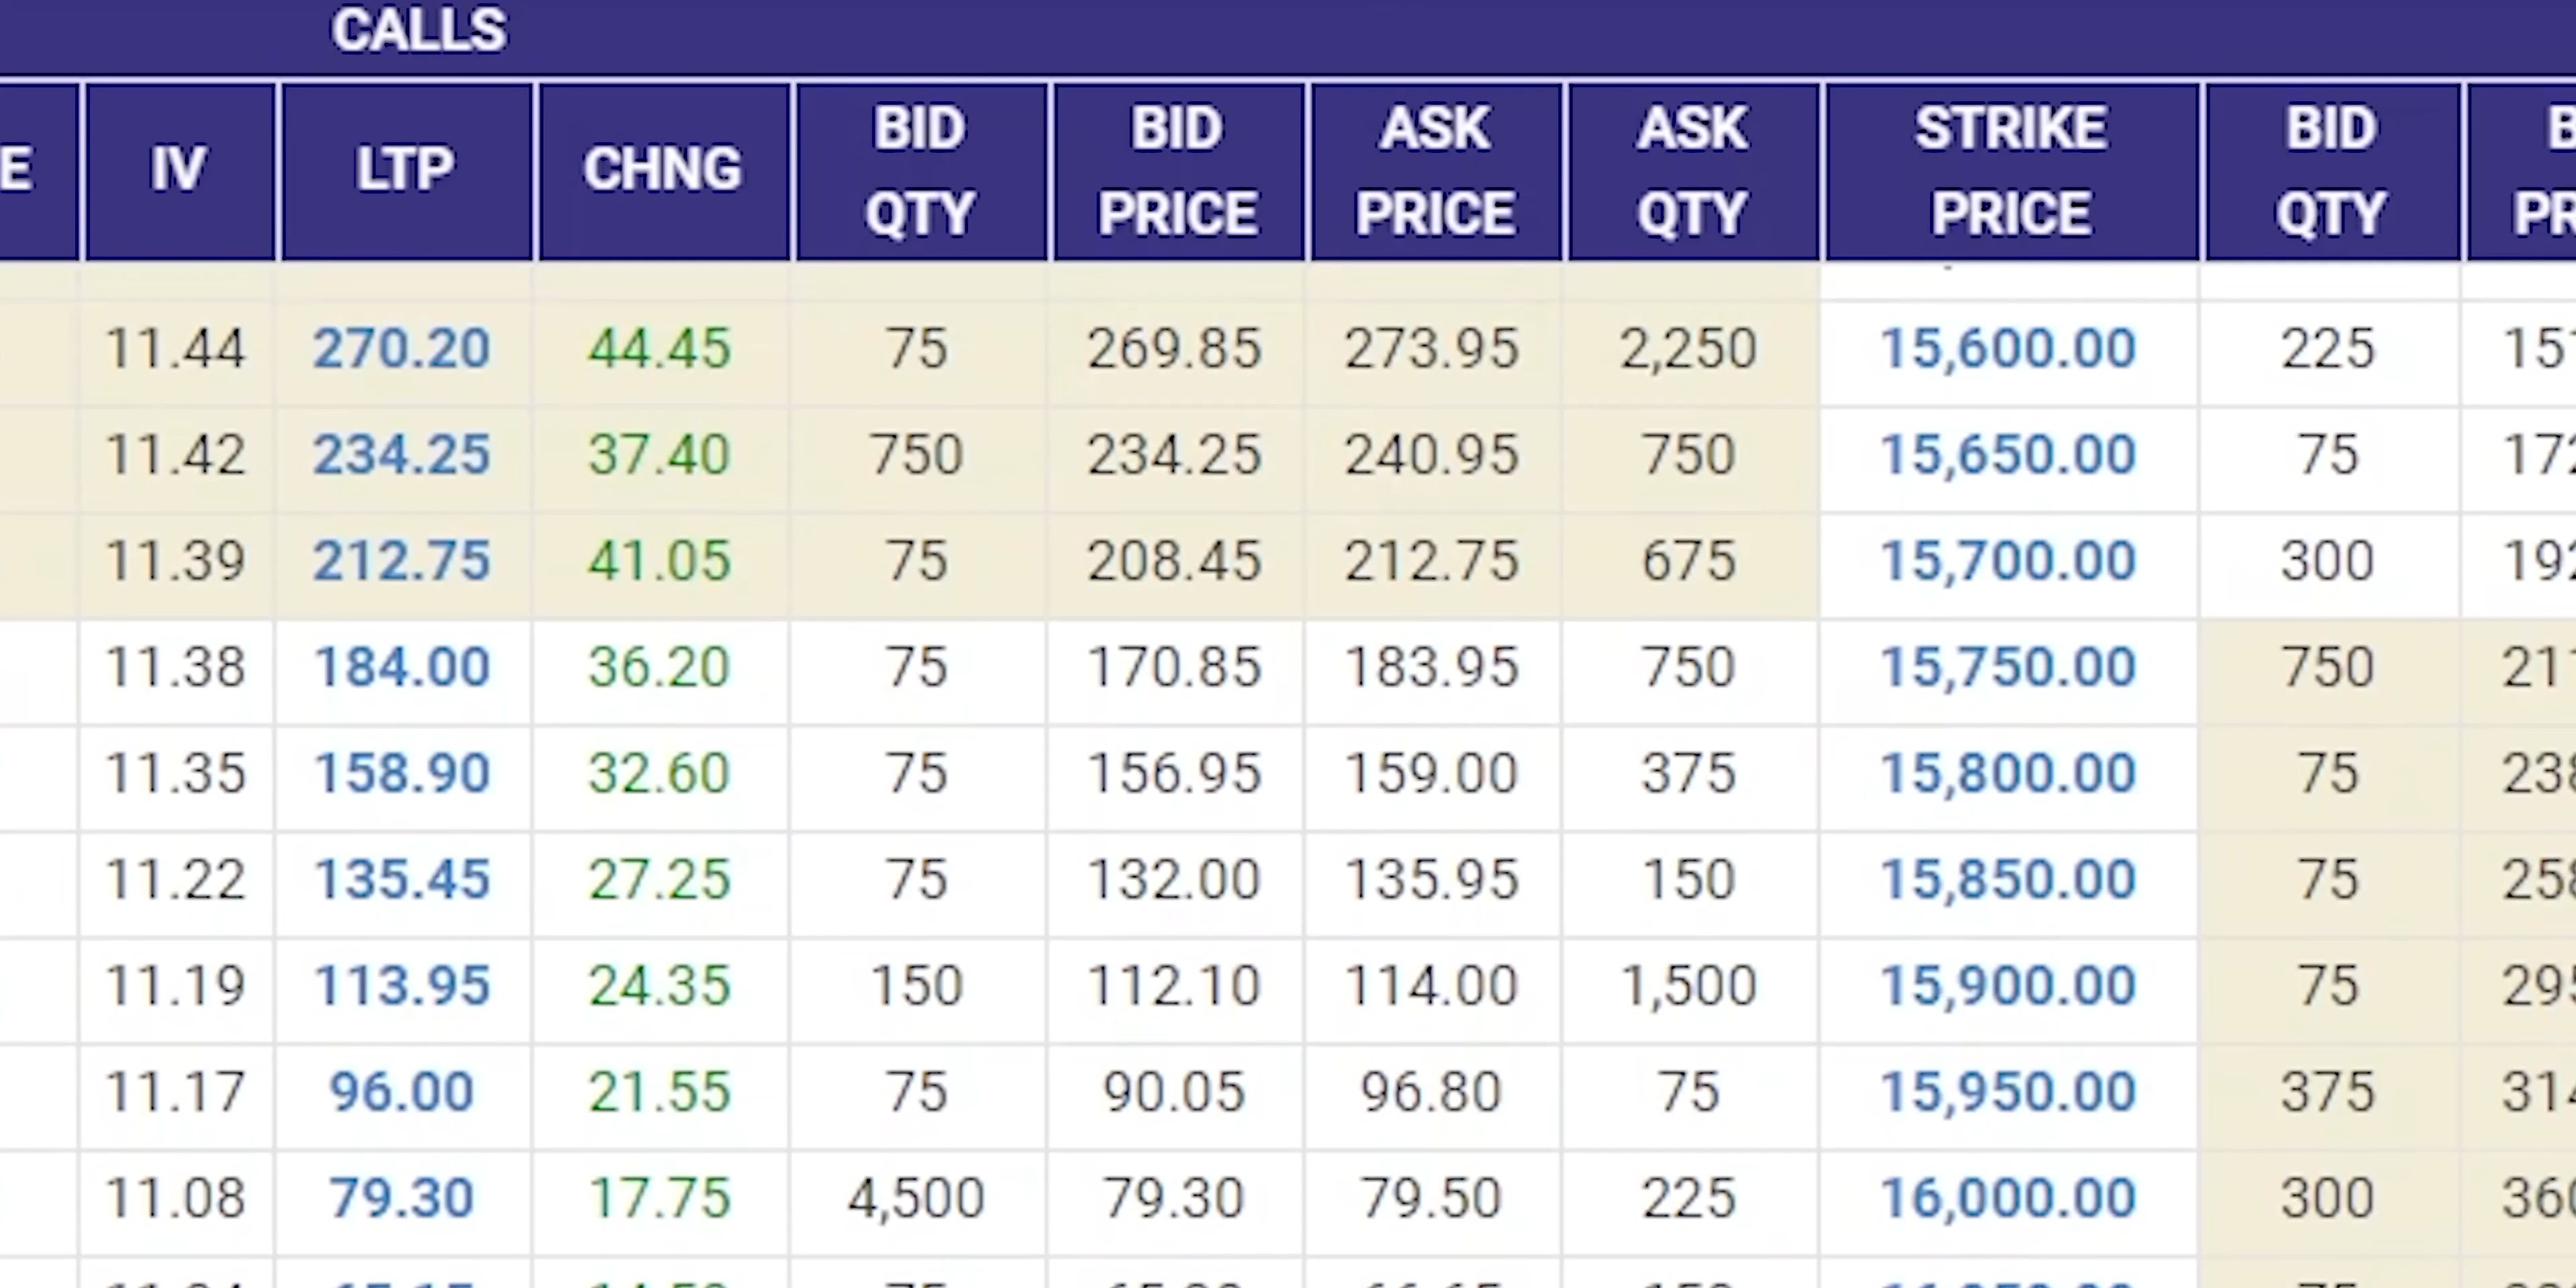 CALLS
E IV LTP CHNG BID QTY BID PRICE ASK PRICE ASK QTY STRIKE PRICE BID QTY
11.44 270.20 44.45 75 269.85 273.95 2,250 15,600.00 225
11.42 234.25 37.40 750 234.25 240.95 750 15,650.00 75
11.39 212.75 41.05 75 208.45 212.75 675 15,700.00 300
11.38 184.00 36.20 75 170.85 183.95 750 15,750.00 750
11.35 158.90 32.60 75 156.95 159.00 375 15,800.00 75
11.22 135.45 27.25 75 132.00 135.95 150 15,850.00 75
11.19 113.95 24.35 150 112.10 114.00 1,500 15,900.00 75
11.17 96.00 21.55 75 90.05 96.80 75 15,950.00 375
11.08 79.30 17.75 4,500 79.30 79.50 225 16,000.00 300